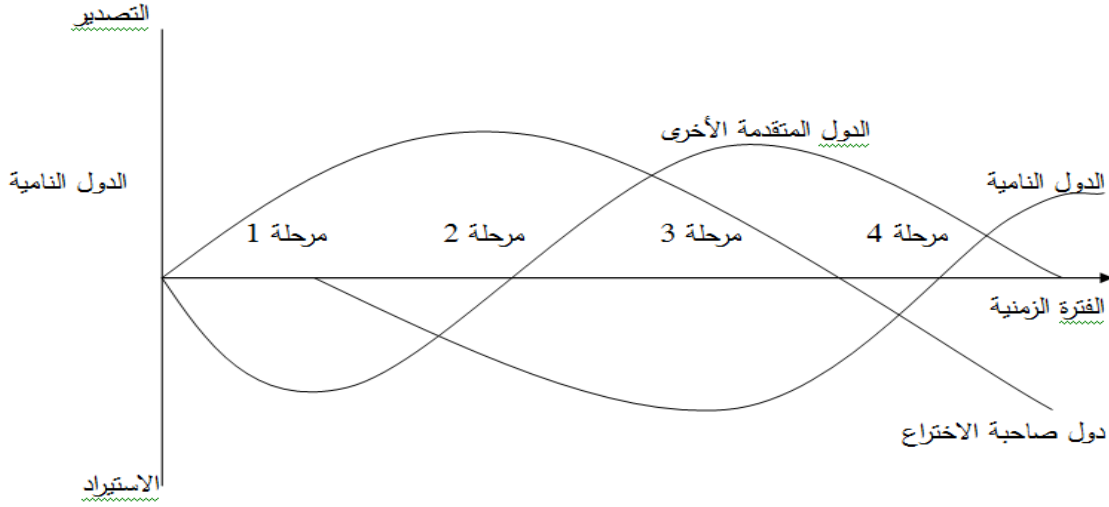 التصدير
الدول المتقدمة الأخرى
الدول النامية
الدول النامية
مرحلة 1
مرحلة 2
مرحلة 3
مرحلة 4
الفترة الزمنية
دول صاحبة الاختراع
الاستيراد